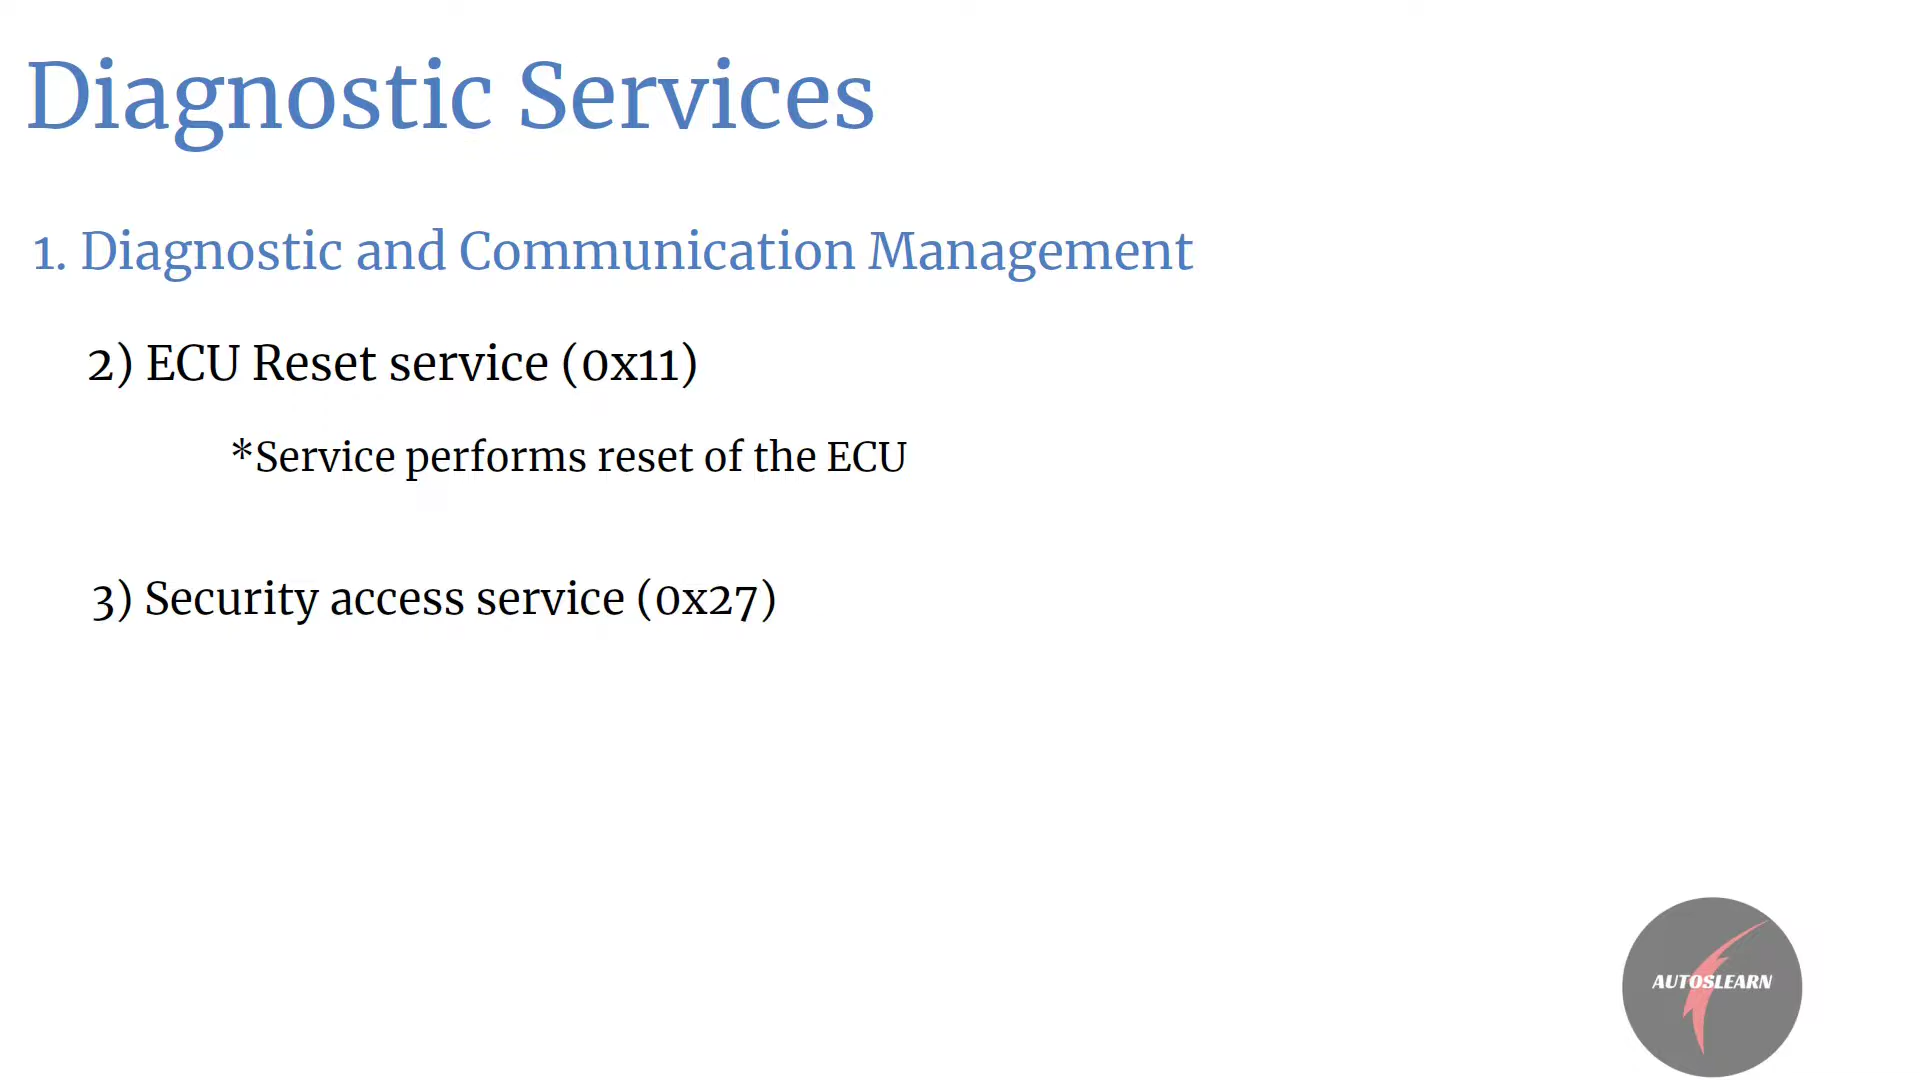 Diagnostic Services
1. Diagnostic and Communication Management
2) ECU Reset service (0x11)
*Service performs reset of the ECU
3) Security access service (0x27)
AUTOSLEARN